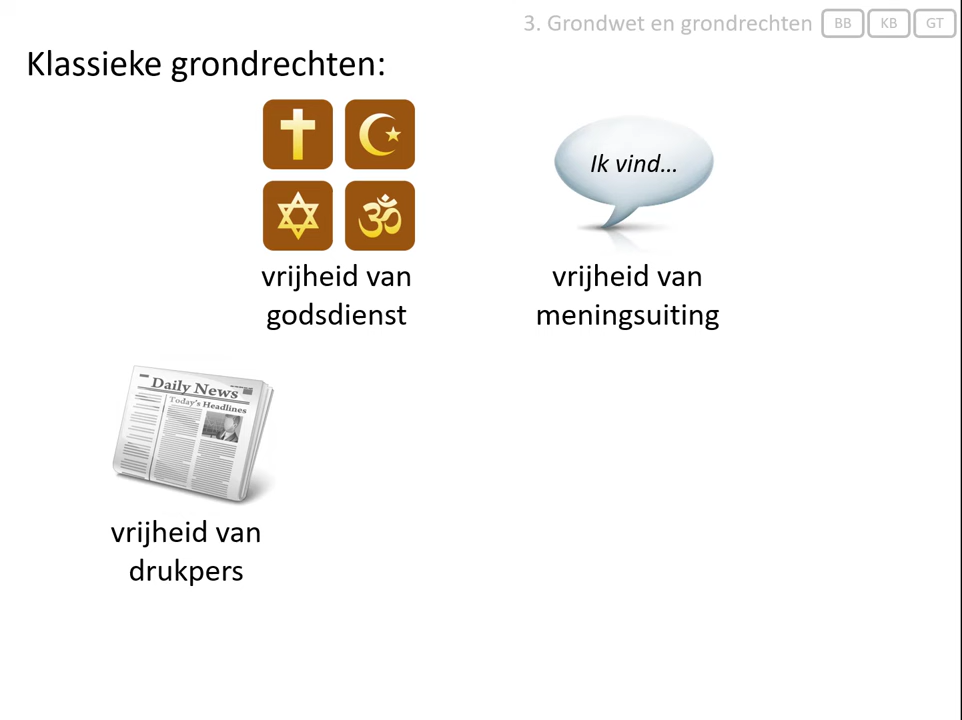 3. Grondwet en grondrechten BB KB GT
Klassieke grondrechten:
Ik vind...
vrijheid van
godsdienst
vrijheid van
meningsuiting
Daily News
Today's Headlines
vrijheid van
drukpers